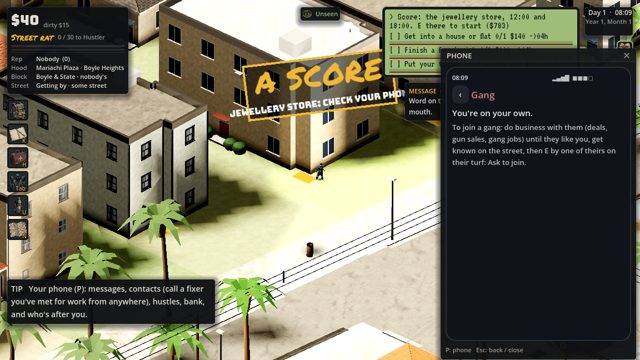 $40 dirty $15
STREET RAT 0 / 30 to Hustler
Rep Nobody (0)
Hood Mariachi Plaza · Boyle Heights
Block Boyle & State · nobody's
Street Getting by · some street
Tab
H
U
Unseen
A SCORE
JEWELLERY STORE: CHECK YOUR PHO
> Score: the jewellery store, 12:00 and
18:00. E there to start ($783)
[ ] Get into a house or flat 0/1 $140
[ ] Finish a
[ ] Put your
Day 1 · 08:09
Year 1, Month 1
MESSAGE
Word on t
mouth.
PHONE
08:09
Gang
You're on your own.
To join a gang: do business with them (deals,
gun sales, gang jobs) until they like you, get
known on the street, then E by one of theirs on
their turf: Ask to join.
P: phone Esc: back / close
TIP Your phone (P): messages, contacts (call a fixer
you've met for work from anywhere), hustles, bank,
and who's after you.